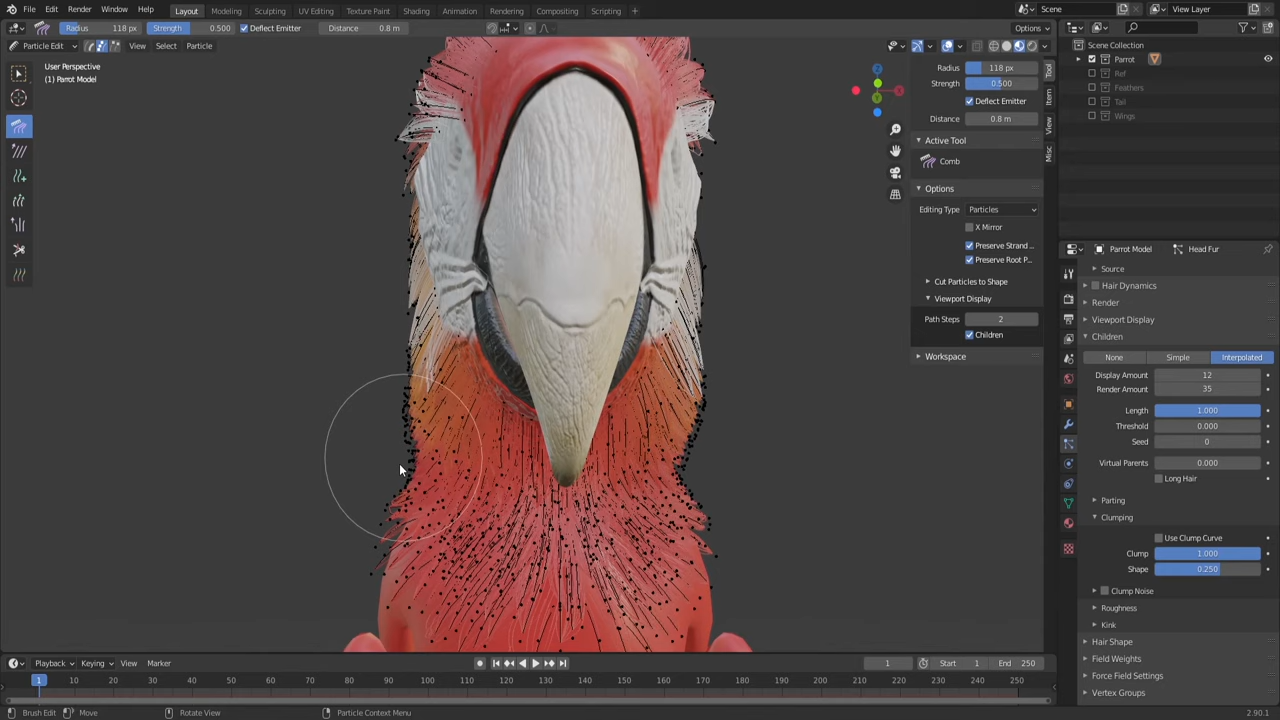 File Edit Render Window Help Layout Modeling Sculpting UV Editing Paint Shading Animation Rendering Compositing Scripting + Scene View Layer
Radius 118 px Strength 0.500 Deflect Emitter Distance 0.8 m Options
Particle Edit View Select Particle
User Perspective
(1) Parrot Model
Radius 118 px
Strength 0.500
Deflect Emitter
Distance 0.8 m
Active Tool
Comb
Options
Editing Type Particles
X Mirror
Preserve Strand ...
Preserve Root P...
Cut Particles to Shape
Viewport Display
Path Steps 2
Children
Workspace
Tool
Item
View
Misc
X
Y
Z
Scene Collection
Parrot
Ref
Feathers
Tail
Wings
Parrot Model Head Fur
Source
Hair Dynamics
Render
Viewport Display
Children
None Simple Interpolated
Display Amount 12
Render Amount 35
Length 1.000
Threshold 0.000
Seed 0
Virtual Parents 0.000
Long Hair
Parting
Clumping
Use Clump Curve
Clump 1.000
Shape 0.250
Clump Noise
Roughness
Kink
Hair Shape
Field Weights
Force Field Settings
Vertex Groups
Playback Keying View Marker 1 Start 1 End 250
1 10 20 30 40 50 60 70 80 90 100 110 120 130 140 150 160 170 180 190 200 210 220 230 240 250
Brush Edit Move Rotate View Particle Context Menu 2.90.1